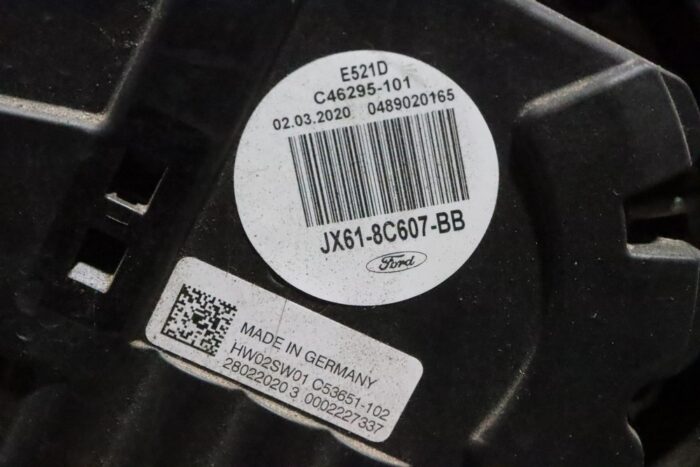 E521D
C46295-101
02.03.2020 0489020165
JX61-8C607-BB
Ford
MADE IN GERMANY
HW02SW01 C53651-102
28022020 3 0002227337